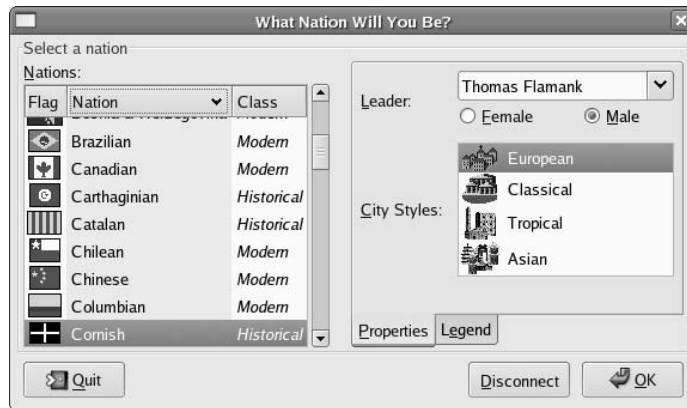 What Nation Will You Be?
Select a nation
Nations:
Flag Nation Class
Brazilian Modern
Canadian Modern
Carthaginian Historical
Catalan Historical
Chilean Modern
Chinese Modern
Columbian Modern
Cornish Historical
Leader: Thomas Flamank
Female Male
City Styles:
European
Classical
Tropical
Asian
Properties Legend
Quit Disconnect OK